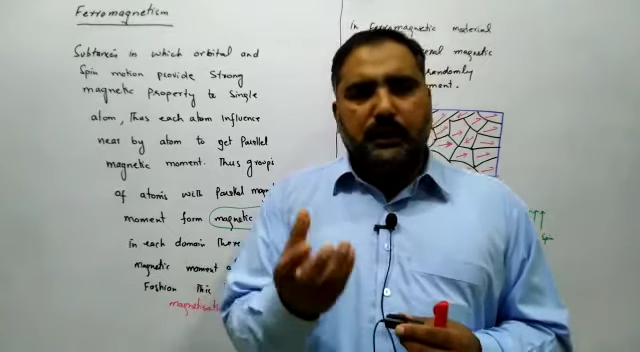 Ferromagnetism
Substances in which orbital and
Spin motion provide Strong
magnetic property to Single
atom, Thus each atom Influence
near by atom to get Parallel
magnetic moment. Thus groups
of atoms with Parallel
moment form magnetic
in each domain There
magnetic moment
Fashion This
In ferromagnetic material
magnetic
randomly